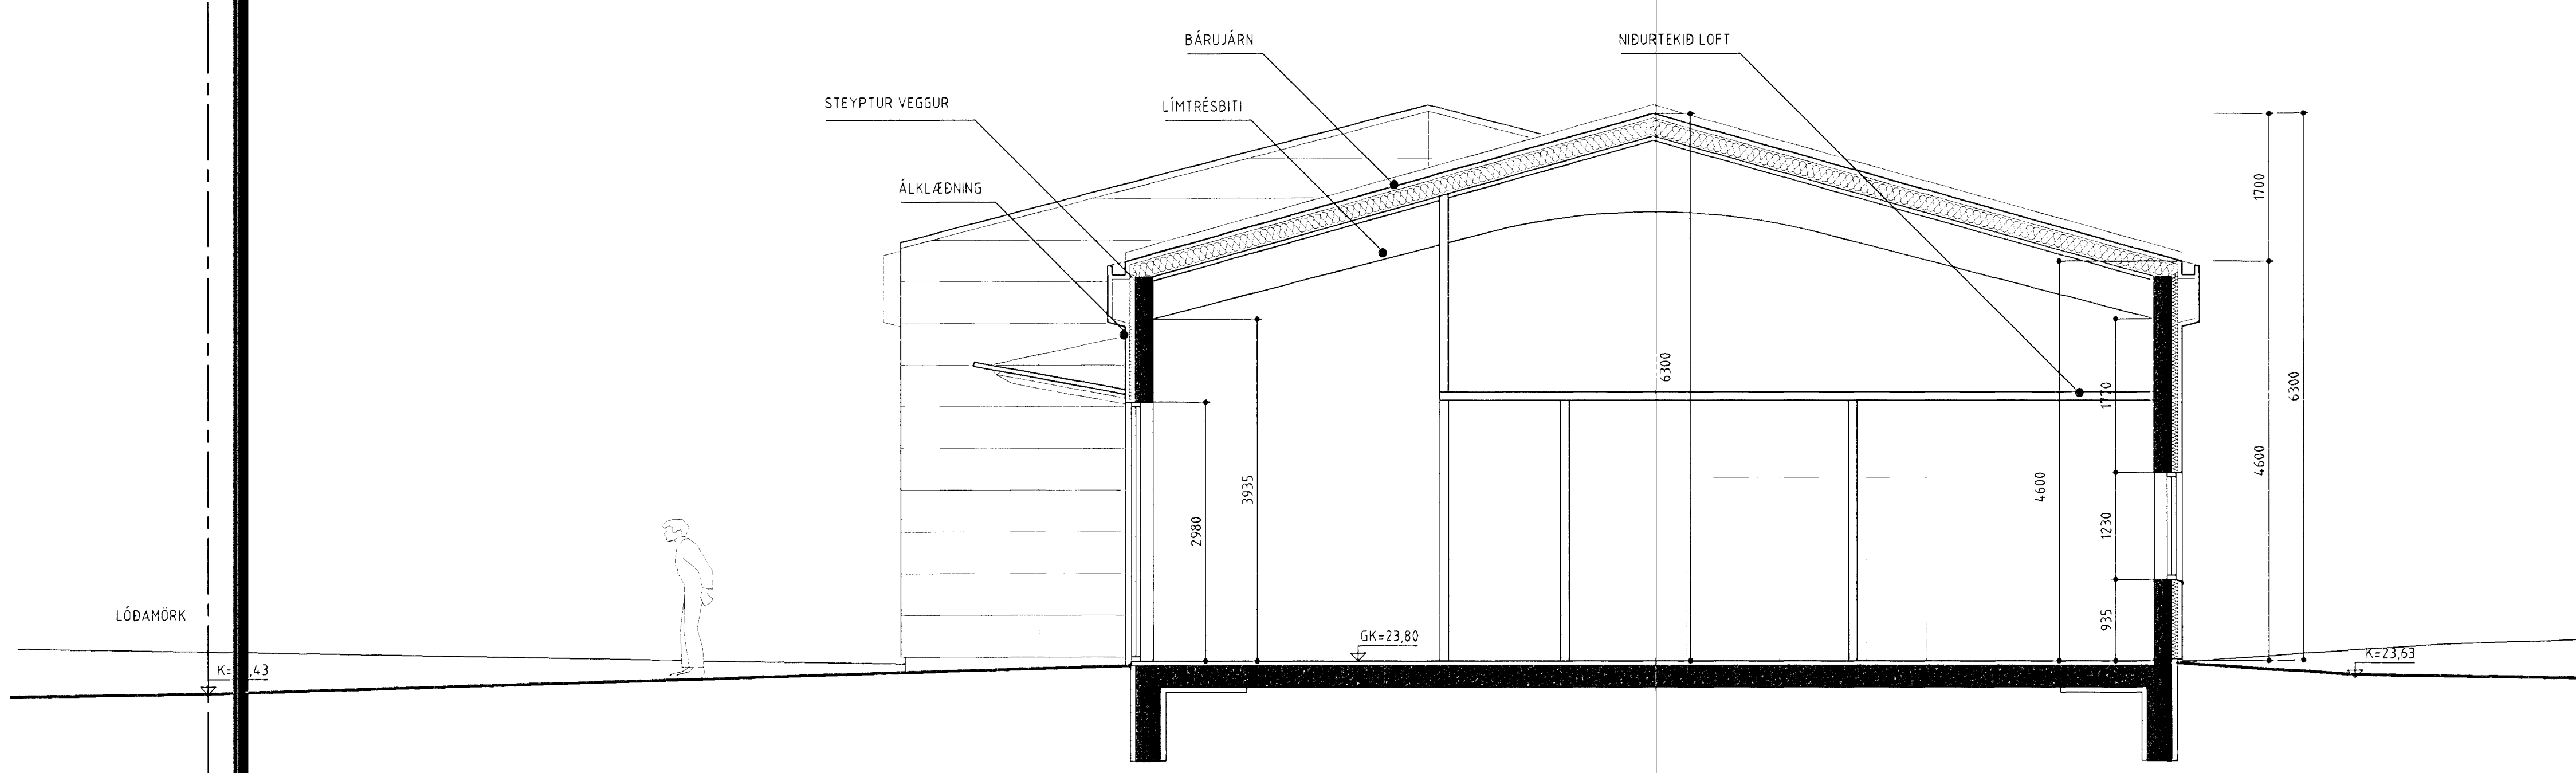 BÁRUJÁRN
NIÐURTEKIÐ LOFT
STEYPTUR VEGGUR
LÍMTRÉSBITI
ÁLKLÆÐNING
1700
6300
6300
1770
4600
4600
3935
2980
1230
935
LÓÐAMÖRK
GK=23,80
K=23,63
,43